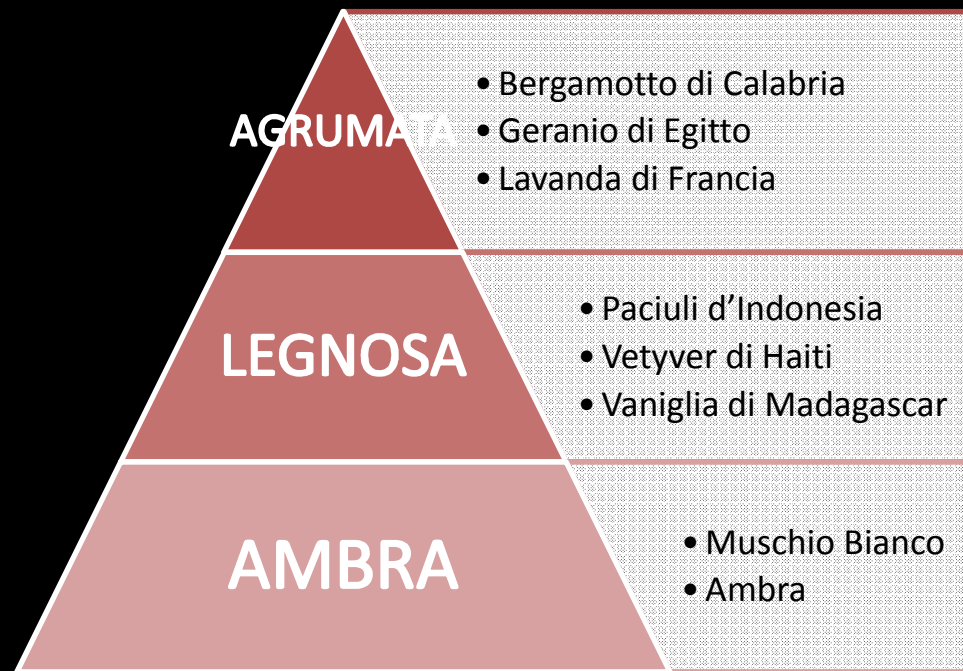 AGRUMATA
• Bergamotto di Calabria
• Geranio di Egitto
• Lavanda di Francia
LEGNOSA
• Paciuli d’Indonesia
• Vetyver di Haiti
• Vaniglia di Madagascar
AMBRA
• Muschio Bianco
• Ambra